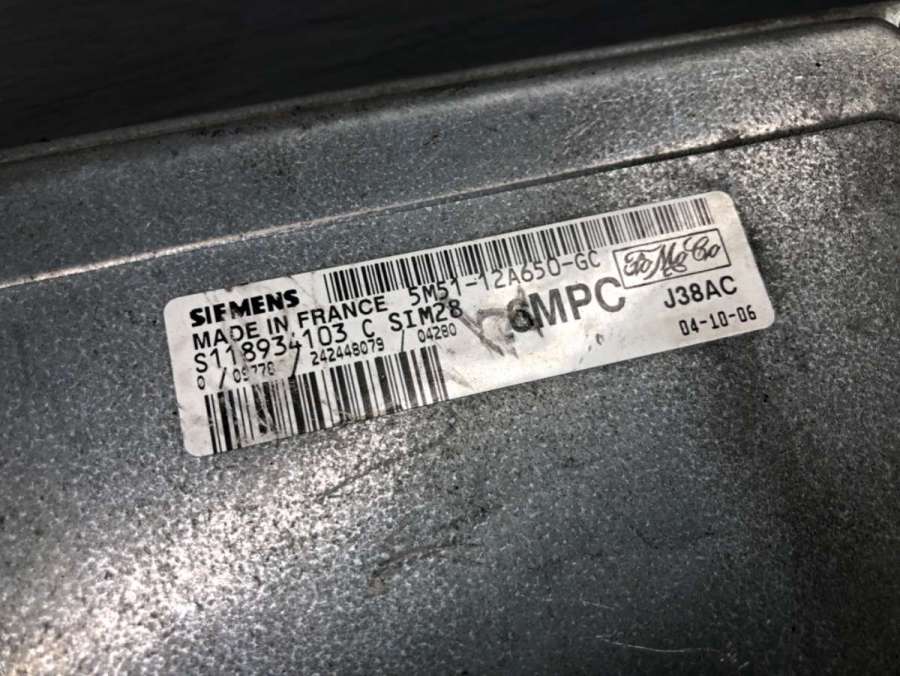 SIEMENS
MADE IN FRANCE
5M51-12A650-GC
FoMoCo
S118934103 C SIM28
6MPC
J38AC
242448079 / 04280
04-10-06